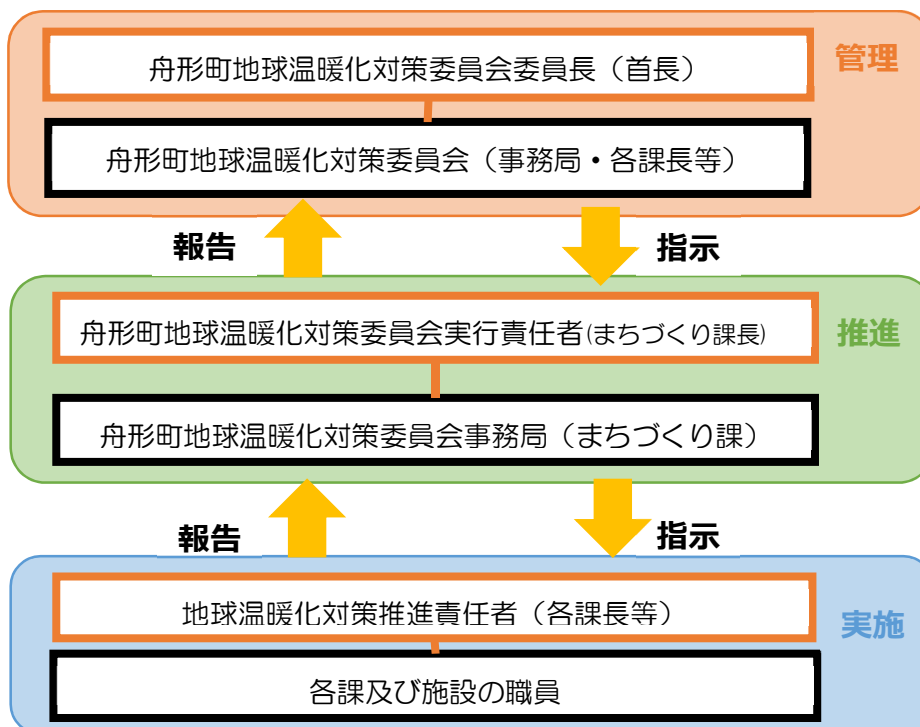 舟形町地球温暖化対策委員会委員長（首長）
管理
舟形町地球温暖化対策委員会（事務局・各課長等）
報告
指示
舟形町地球温暖化対策委員会実行責任者(まちづくり課長)
推進
舟形町地球温暖化対策委員会事務局（まちづくり課）
報告
指示
地球温暖化対策推進責任者（各課長等）
実施
各課及び施設の職員